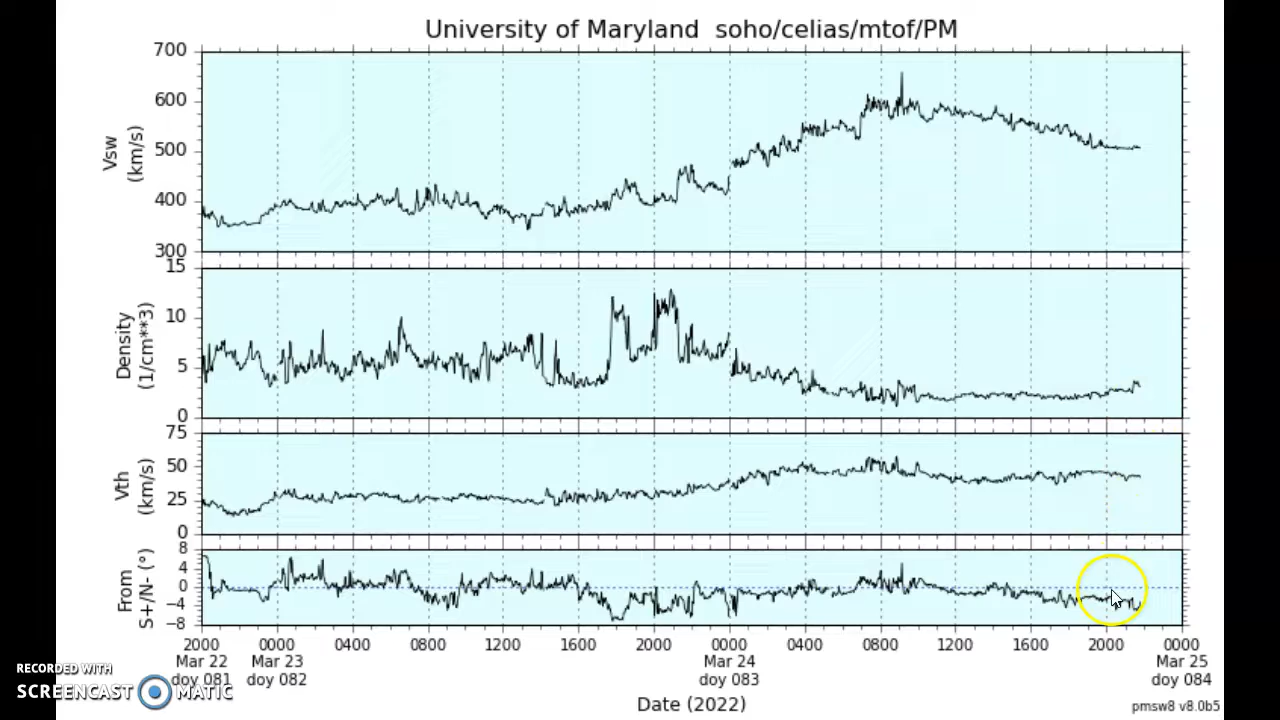 University of Maryland  soho/celias/mtof/PM
700
600
500
400
300
Vsw
(km/s)
15
10
5
0
Density
(1/cm**3)
75
50
25
0
Vth
(km/s)
8
4
0
−4
−8
From
S+/N- (°)
2000 0000 0400 0800 1200 1600 2000 0000 0400 0800 1200 1600 2000 0000
Mar 22 Mar 23 Mar 24 Mar 25
doy 081 doy 082 doy 083 doy 084
Date (2022)
pmsw8 v8.0b5
RECORDED WITH
SCREENCAST MATIC